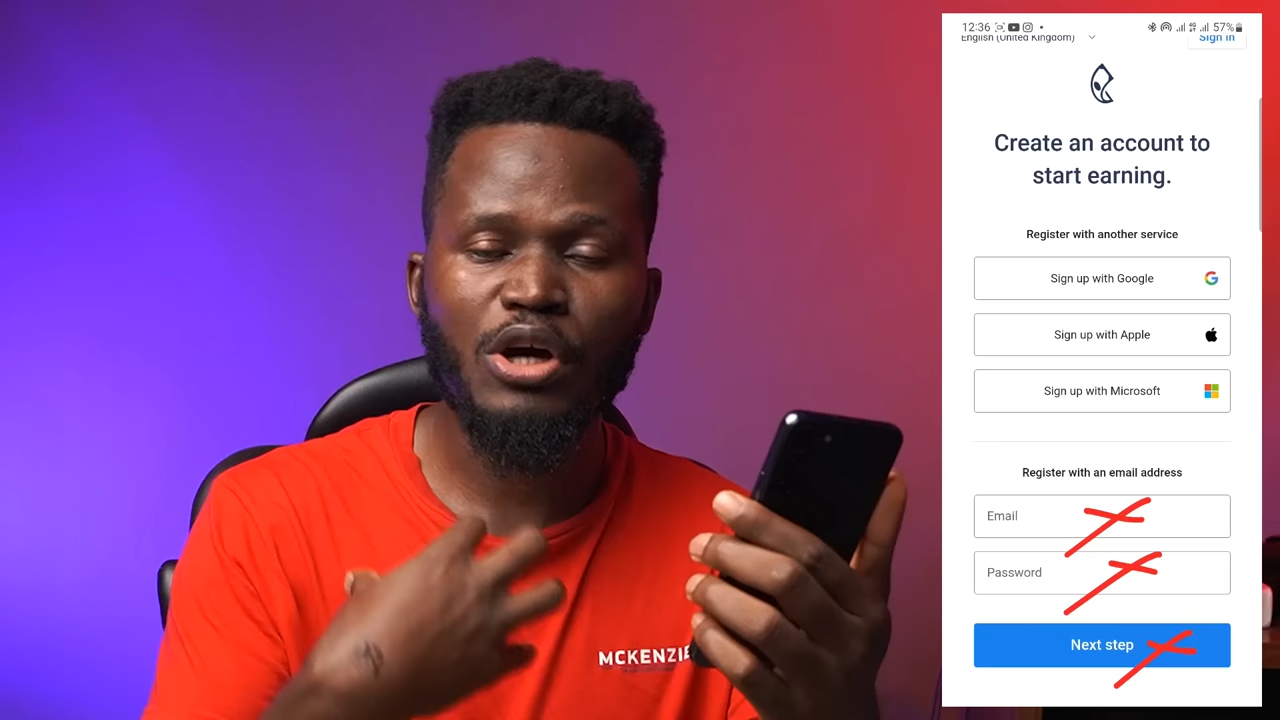 12:36
57%
English (United Kingdom)
Sign in
Create an account to
start earning.
Register with another service
Sign up with Google
Sign up with Apple
Sign up with Microsoft
Register with an email address
Email
Password
Next step
MCKENZIE